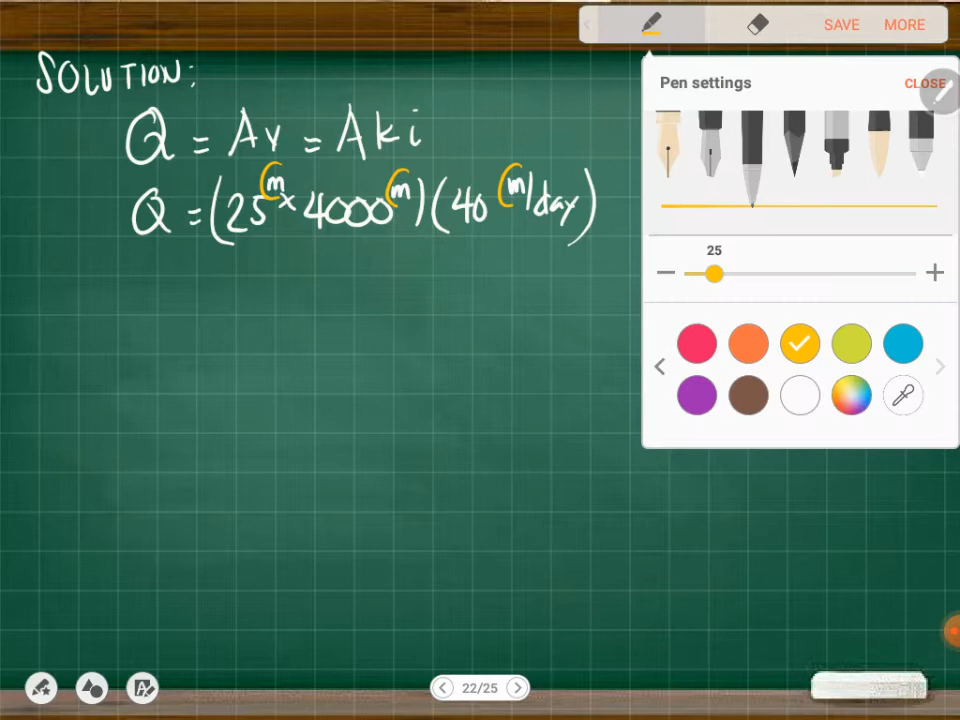 SAVE MORE
Pen settings CLOSE
SOLUTION:
Q = Av = Aki
Q = (25 m x 4000 m) (40 m/day)
25
22/25